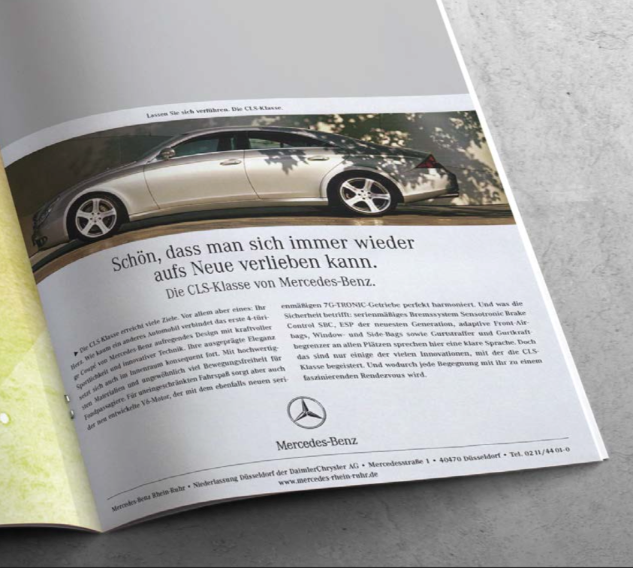 Lassen Sie sich verführen. Die CLS-Klasse.
Schön, dass man sich immer wieder
aufs Neue verlieben kann.
Die CLS-Klasse von Mercedes-Benz.
▶ Die CLS-Klasse erreicht viele Ziele. Vor allem aber eines: Ihr
Herz. Wie kaum ein anderes Automobil verbindet das erste 4-türi-
ge Coupé von Mercedes-Benz aufregendes Design mit kraftvoller
Sportlichkeit und innovativer Technik. Ihre ausgeprägte Eleganz
setzt sich auch im Innenraum konsequent fort. Mit hochwertig-
sten Materialien und ungewöhnlich viel Bewegungsfreiheit für
Fondpassagiere. Für uneingeschränkten Fahrspaß sorgt aber auch
der neu entwickelte V6-Motor, der mit dem ebenfalls neuen seri-
enmäßigen 7G-TRONIC-Getriebe perfekt harmoniert. Und was die
Sicherheit betrifft: serienmäßiges Bremssystem Sensotronic Brake
Control SBC, ESP der neuesten Generation, adaptive Front-Air-
bags, Window- und Side-Bags sowie Gurtstraffer und Gurtkraft
begrenzer an allen Plätzen sprechen hier eine klare Sprache. Doch
das sind nur einige der vielen Innovationen, mit der die CLS-
Klasse begeistert. Und wodurch jede Begegnung mit ihr zu einem
faszinierenden Rendezvous wird.
Mercedes-Benz
Mercedes-Benz Rhein-Ruhr • Niederlassung Düsseldorf der DaimlerChrysler AG • Mercedesstraße 1 • 40470 Düsseldorf • Tel. 02 11/44 01-0
www.mercedes-rhein-ruhr.de